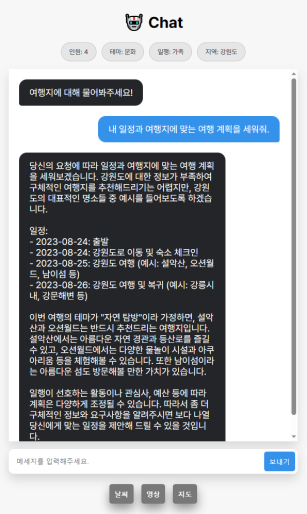 Chat
인원: 4 테마: 문화 일행: 가족 지역: 강원도
여행지에 대해 물어봐주세요!
내 일정과 여행지에 맞는 여행 계획을 세워줘.
당신의 요청에 따라 일정과 여행지에 맞는 여행 계획
을 세워보겠습니다. 강원도에 대한 정보가 부족하여
구체적인 여행지를 추천해드리기는 어렵지만, 강원
도의 대표적인 명소들 중 예시를 들어보도록 하겠습
니다.
일정:
- 2023-08-24: 출발
- 2023-08-24: 강원도로 이동 및 숙소 체크인
- 2023-08-25: 강원도 여행 (예시: 설악산, 오션월
드, 남이섬 등)
- 2023-08-26: 강원도 여행 및 복귀 (예시: 강릉시
내, 강문해변 등)
이번 여행의 테마가 "자연 탐방"이라 가정하면, 설악
산과 오션월드는 반드시 추천드리는 여행지입니다.
설악산에서는 아름다운 자연 경관과 등산로를 즐길
수 있고, 오션월드에서는 다양한 물놀이 시설과 아쿠
아리움 등을 체험해볼 수 있습니다. 또한 남이섬이라
는 아름다운 섬도 방문해볼 만한 가치가 있습니다.
일행이 선호하는 활동이나 관심사, 예산 등에 따라
계획은 다양하게 조정될 수 있습니다. 따라서 좀 더
구체적인 정보와 요구사항을 알려주시면 보다 나열
당신에게 맞는 일정을 제안해 드릴 수 있을 것입니
다.
메세지를 입력해주세요. 보내기
날씨 영상 지도